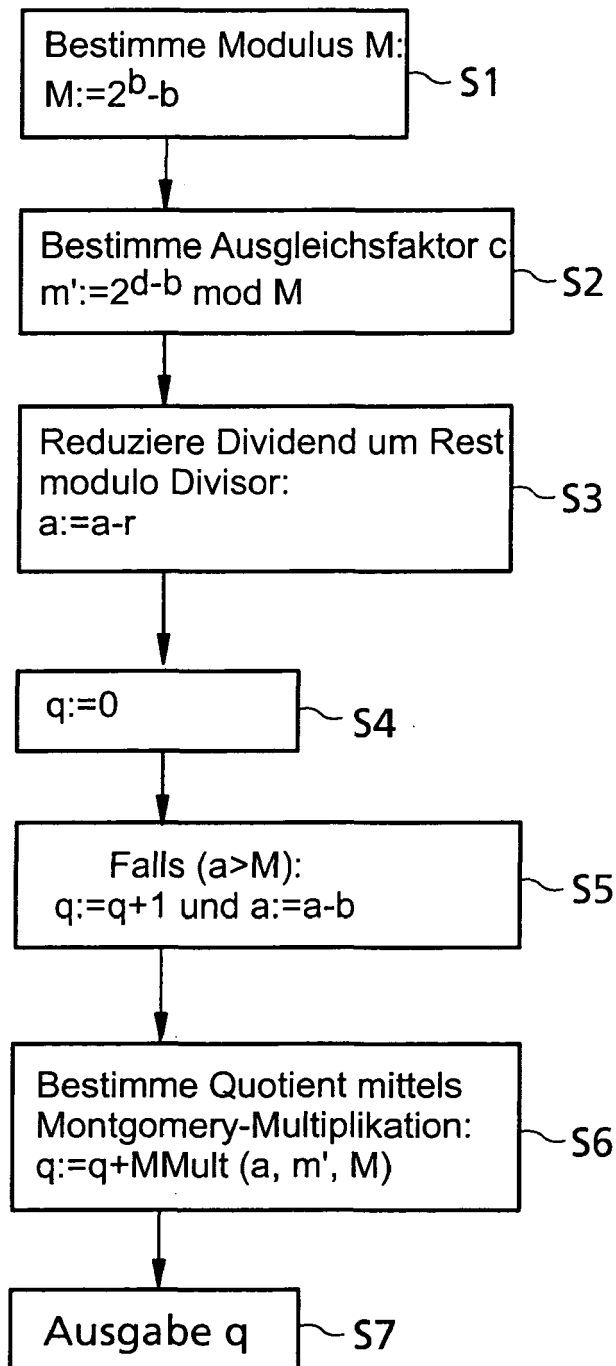 Bestimme Modulus M:
M:=2^b-b
S1
Bestimme Ausgleichsfaktor c
m':=2^d-b mod M
S2
Reduziere Dividend um Rest
modulo Divisor:
a:=a-r
S3
q:=0
S4
Falls (a>M):
q:=q+1 und a:=a-b
S5
Bestimme Quotient mittels
Montgomery-Multiplikation:
q:=q+MMult (a, m', M)
S6
Ausgabe q
S7